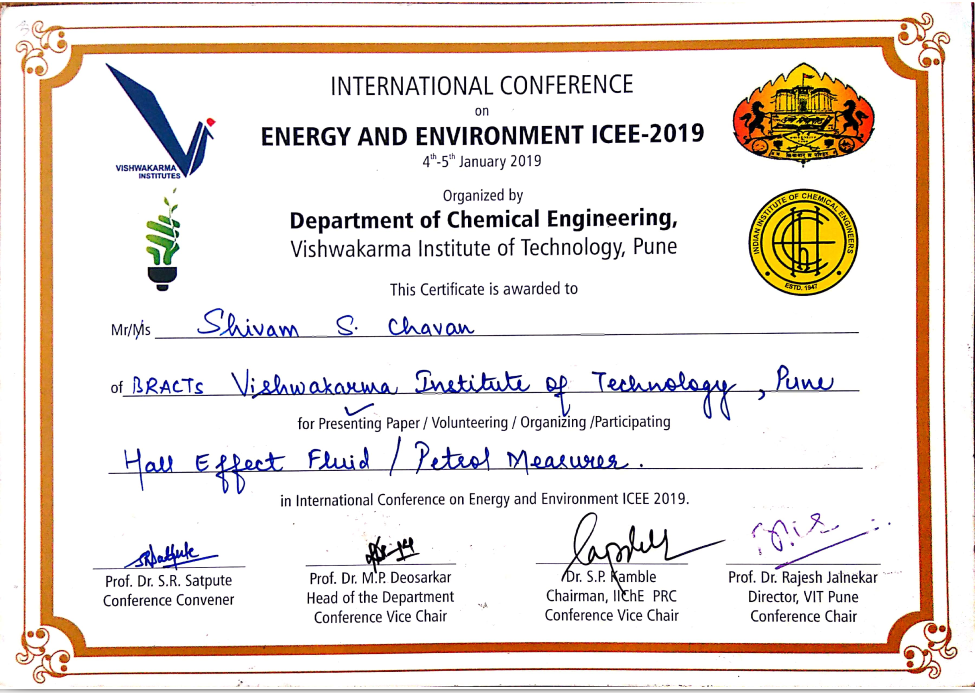 INTERNATIONAL CONFERENCE
on
ENERGY AND ENVIRONMENT ICEE-2019
4th-5th January 2019
VISHWAKARMA
INSTITUTES
Organized by
Department of Chemical Engineering,
Vishwakarma Institute of Technology, Pune
INDIAN INSTITUTE OF CHEMICAL ENGINEERS
ESTD. 1947
This Certificate is awarded to
Mr/Ms Shivam S. Chavan
of BRACTs Vishwakarma Institute of Technology, Pune
for Presenting Paper / Volunteering / Organizing /Participating
Hall Effect Fluid / Petrol Measurer.
in International Conference on Energy and Environment ICEE 2019.
SRSatpute
Prof. Dr. S.R. Satpute
Conference Convener
Prof. Dr. M.P. Deosarkar
Head of the Department
Conference Vice Chair
Dr. S.P. Kamble
Chairman, IIChE PRC
Conference Vice Chair
Prof. Dr. Rajesh Jalnekar
Director, VIT Pune
Conference Chair